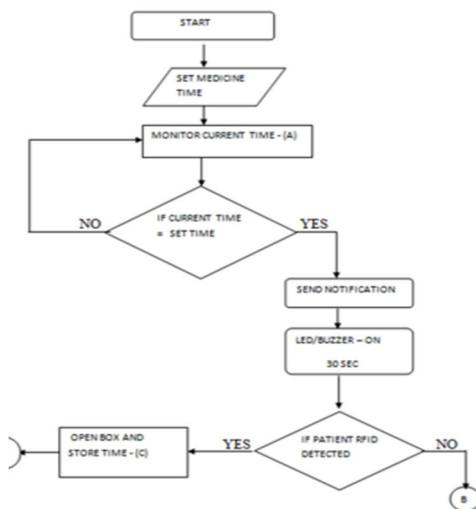 START
SET MEDICINE
TIME
MONITOR CURRENT TIME - (A)
IF CURRENT TIME
= SET TIME
NO
YES
SEND NOTIFICATION
LED/BUZZER – ON
30 SEC
IF PATIENT RFID
DETECTED
YES
NO
OPEN BOX AND
STORE TIME - (C)
B